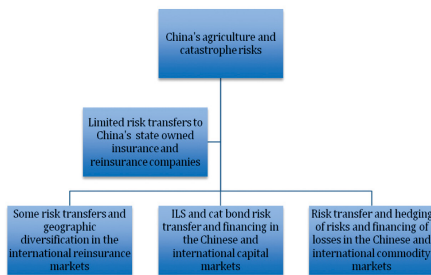 China's agriculture and
catastrophe risks
Limited risk transfers to
China's state owned
insurance and
reinsurance companies
Some risk transfers and
geographic
diversification in the
international reinsurance
markets
ILS and cat bond risk
transfer and financing in
the Chinese and
international capital
markets
Risk transfer and hedging
of risks and financing of
losses in the Chinese and
international commodity
markets